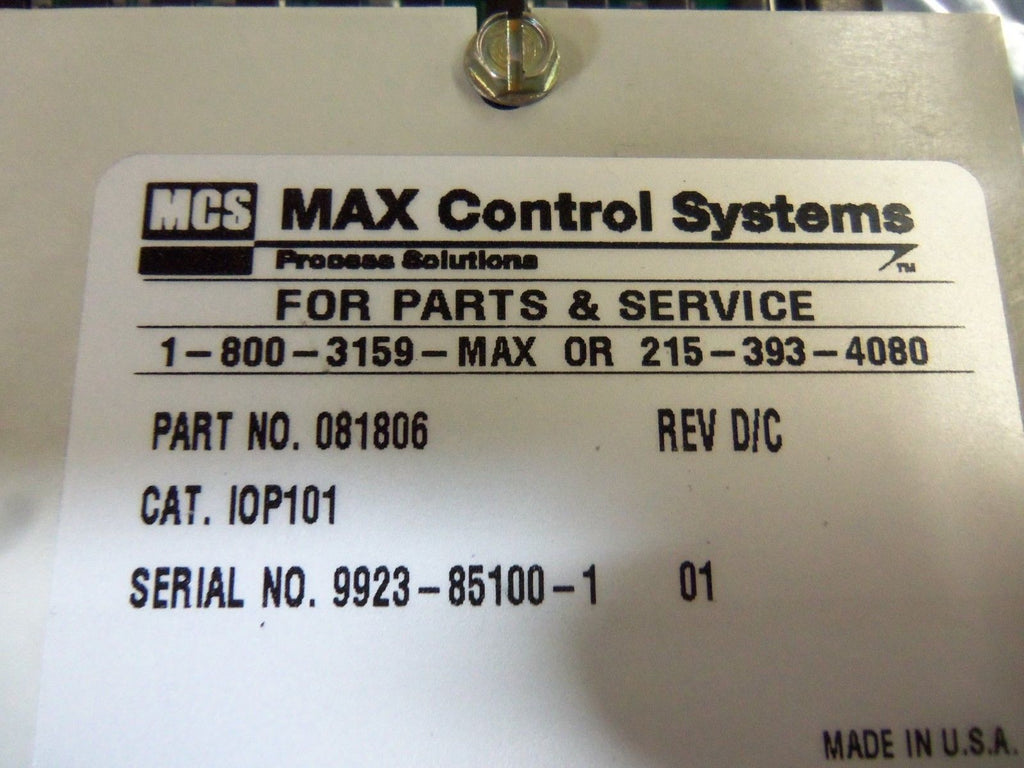 MCS MAX Control Systems
Process Solutions ™
FOR PARTS & SERVICE
1-800-3159-MAX OR 215-393-4080
PART NO. 081806 REV D/C
CAT. IOP101
SERIAL NO. 9923-85100-1 01
MADE IN U.S.A.